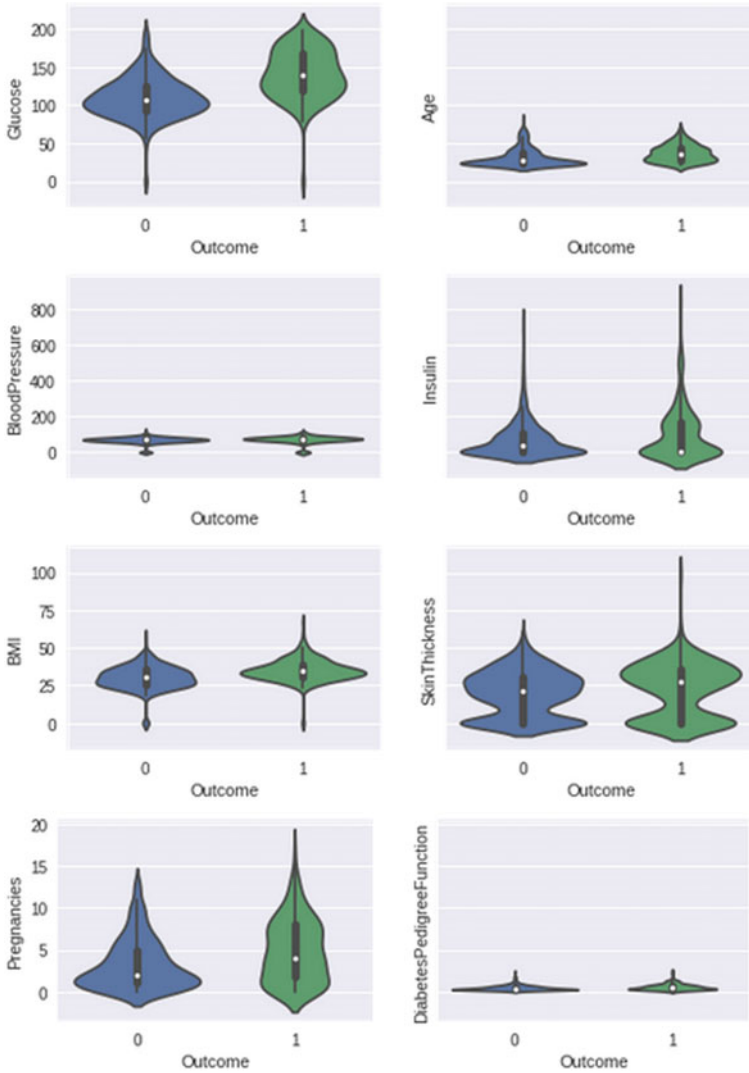 Glucose
200
150
100
50
0
0 1
Outcome
Age
0 1
Outcome
BloodPressure
800
600
400
200
0
0 1
Outcome
Insulin
0 1
Outcome
BMI
100
75
50
25
0
0 1
Outcome
SkinThickness
0 1
Outcome
Pregnancies
20
15
10
5
0
0 1
Outcome
DiabetesPedigreeFunction
0 1
Outcome